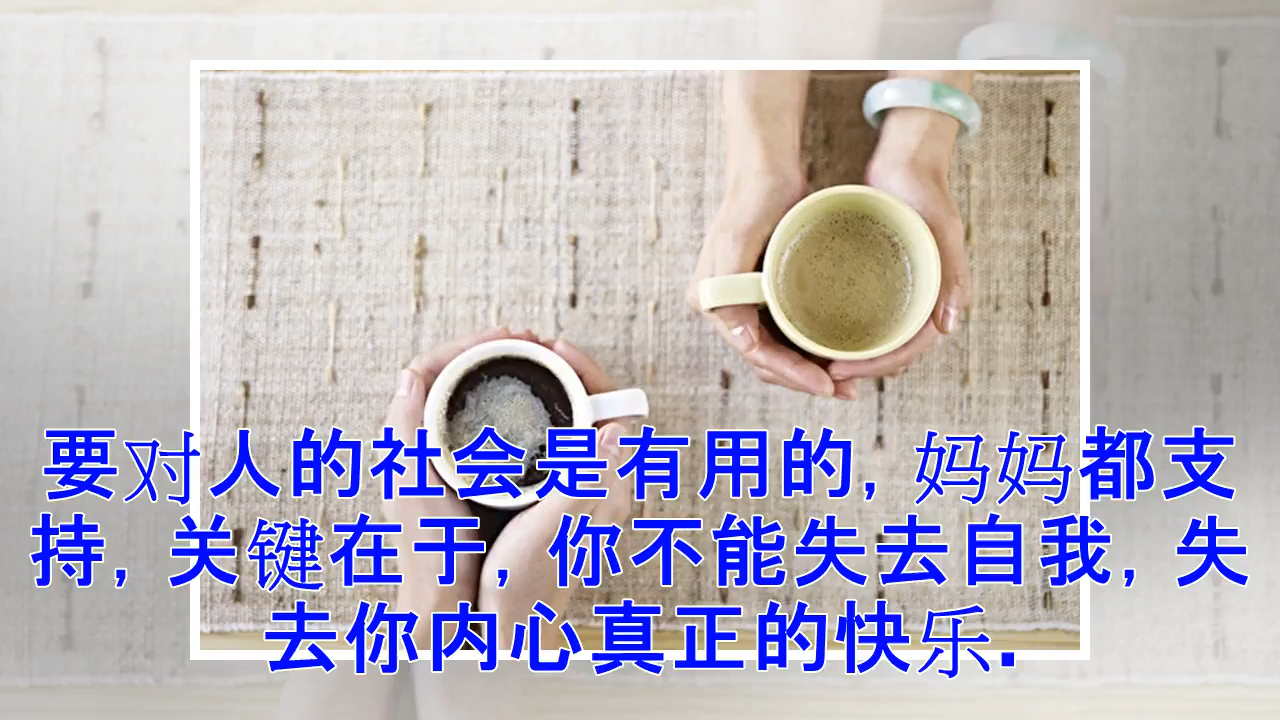 要对人的社会是有用的, 妈妈都支
持, 关键在于, 你不能失去自我, 失
去你内心真正的快乐.